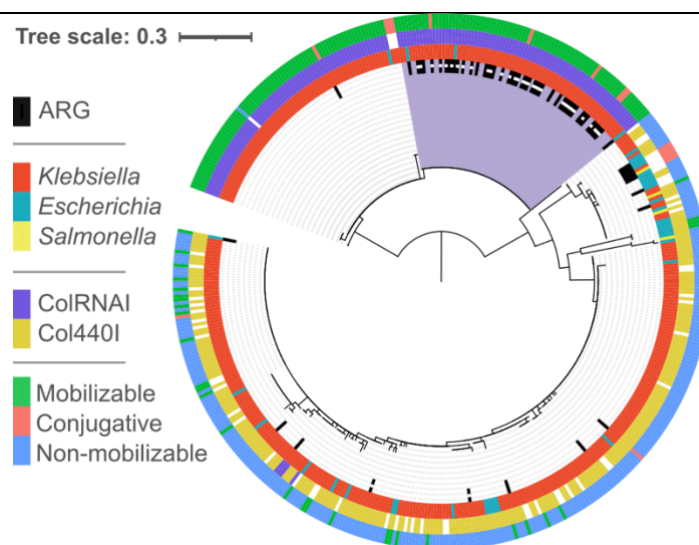 Tree scale: 0.3
ARG
Klebsiella
Escherichia
Salmonella
ColRNAI
Col440I
Mobilizable
Conjugative
Non-mobilizable